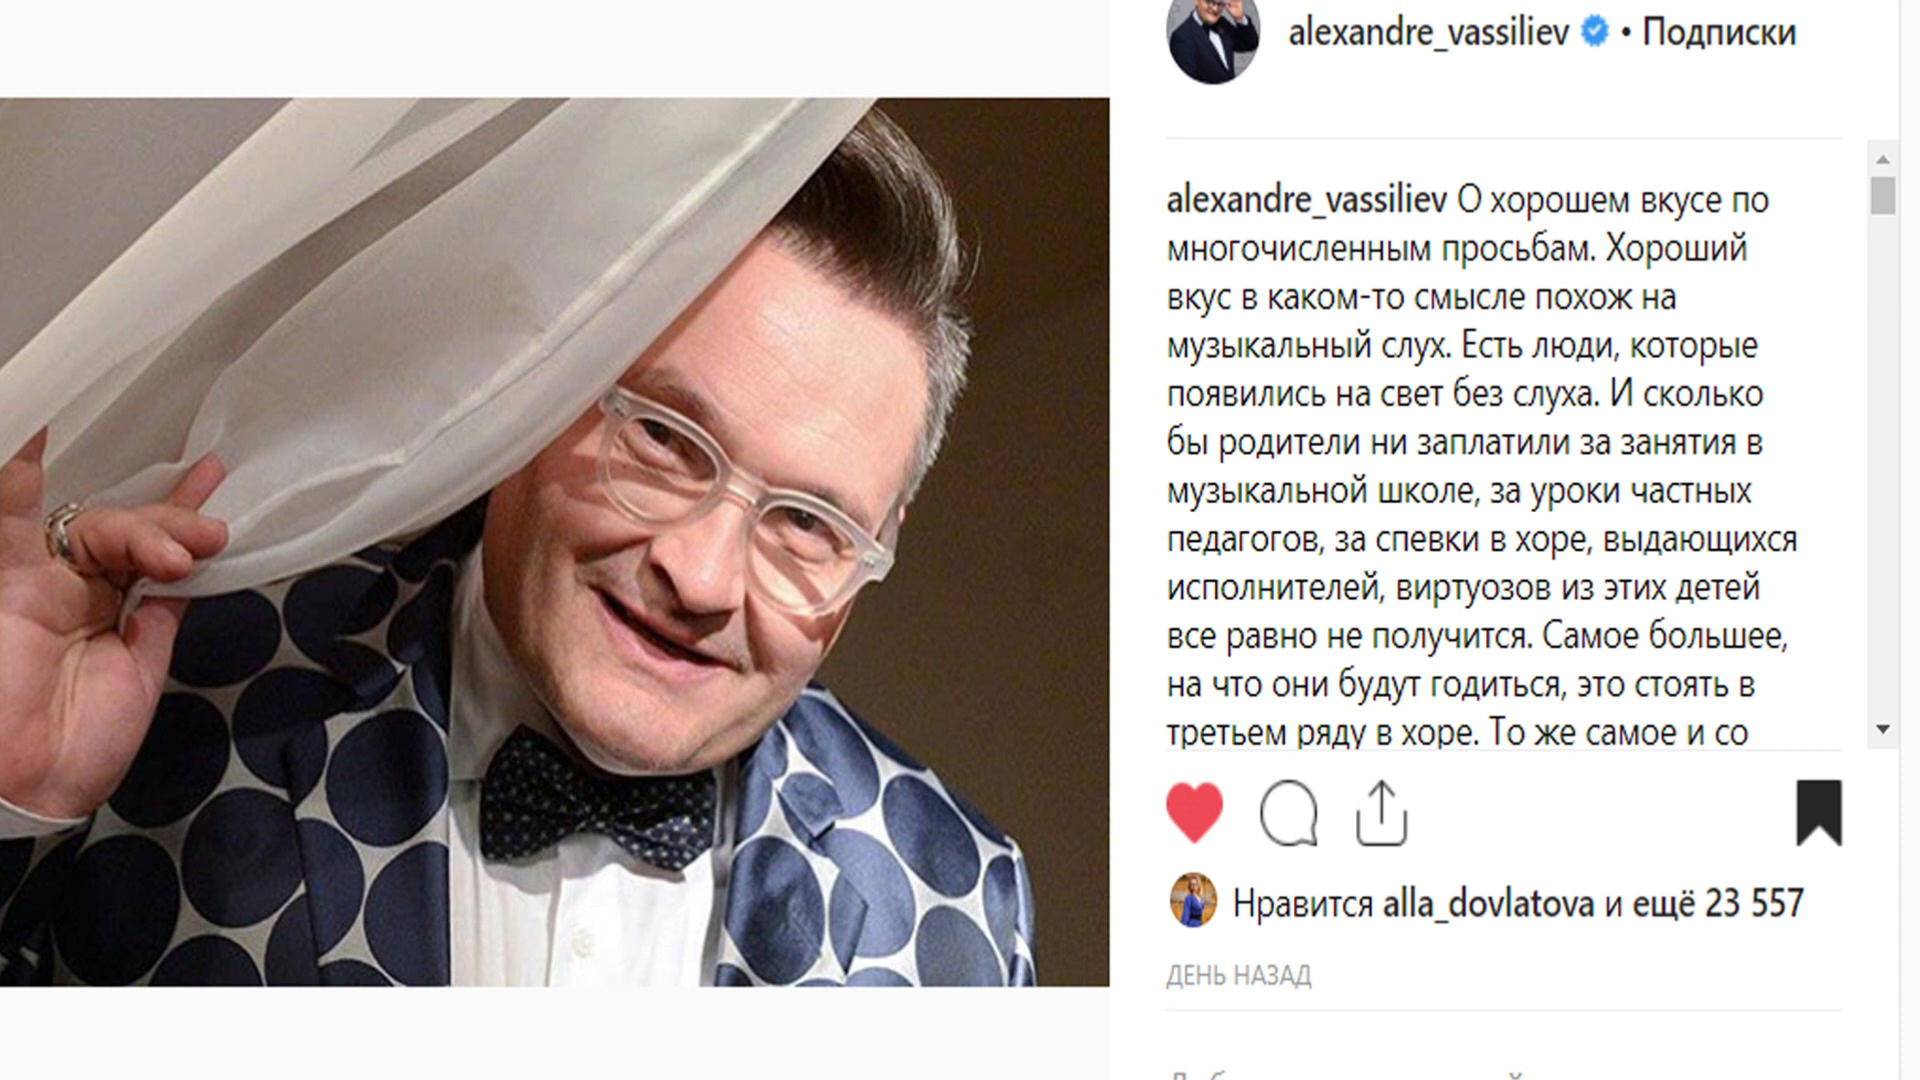 alexandre_vassiliev • Подписки
alexandre_vassiliev О хорошем вкусе по
многочисленным просьбам. Хороший
вкус в каком-то смысле похож на
музыкальный слух. Есть люди, которые
появились на свет без слуха. И сколько
бы родители ни заплатили за занятия в
музыкальной школе, за уроки частных
педагогов, за спевки в хоре, выдающихся
исполнителей, виртуозов из этих детей
все равно не получится. Самое большее,
на что они будут годиться, это стоять в
третьем ряду в хоре. То же самое и со
Нравится alla_dovlatova и ещё 23 557
ДЕНЬ НАЗАД